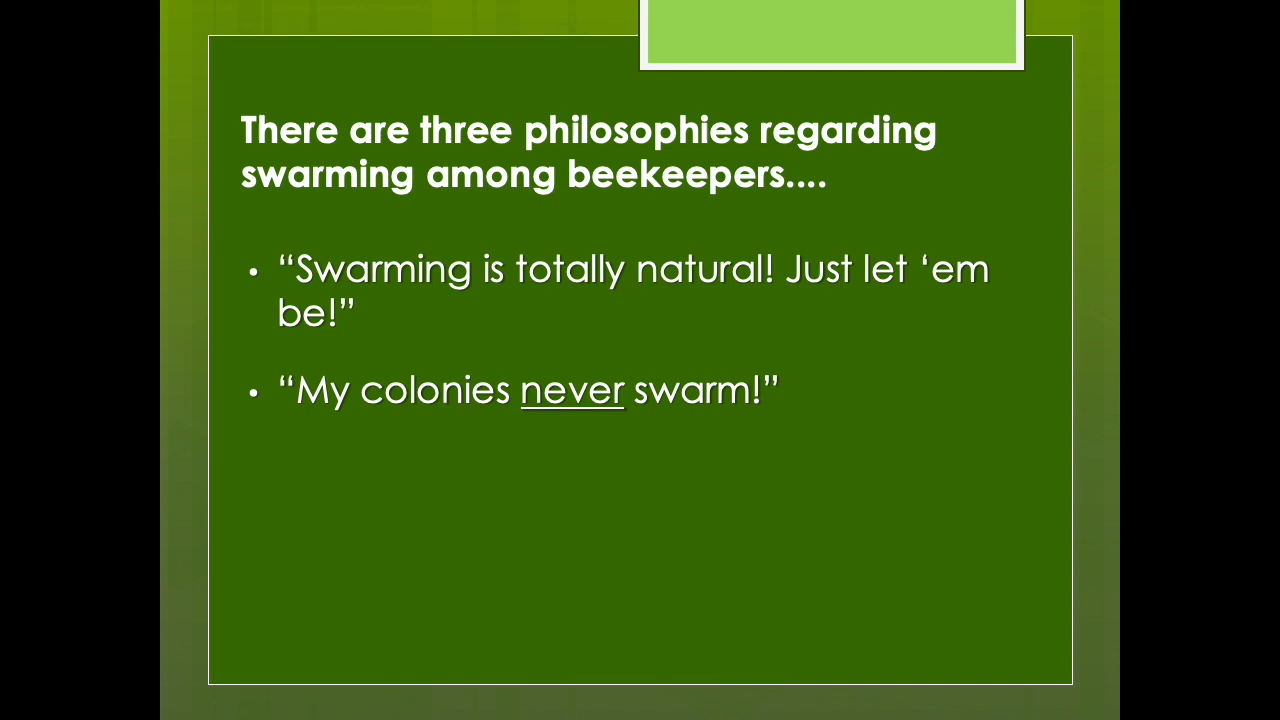 There are three philosophies regarding
swarming among beekeepers....
• “Swarming is totally natural! Just let ‘em
be!”
• “My colonies never swarm!”